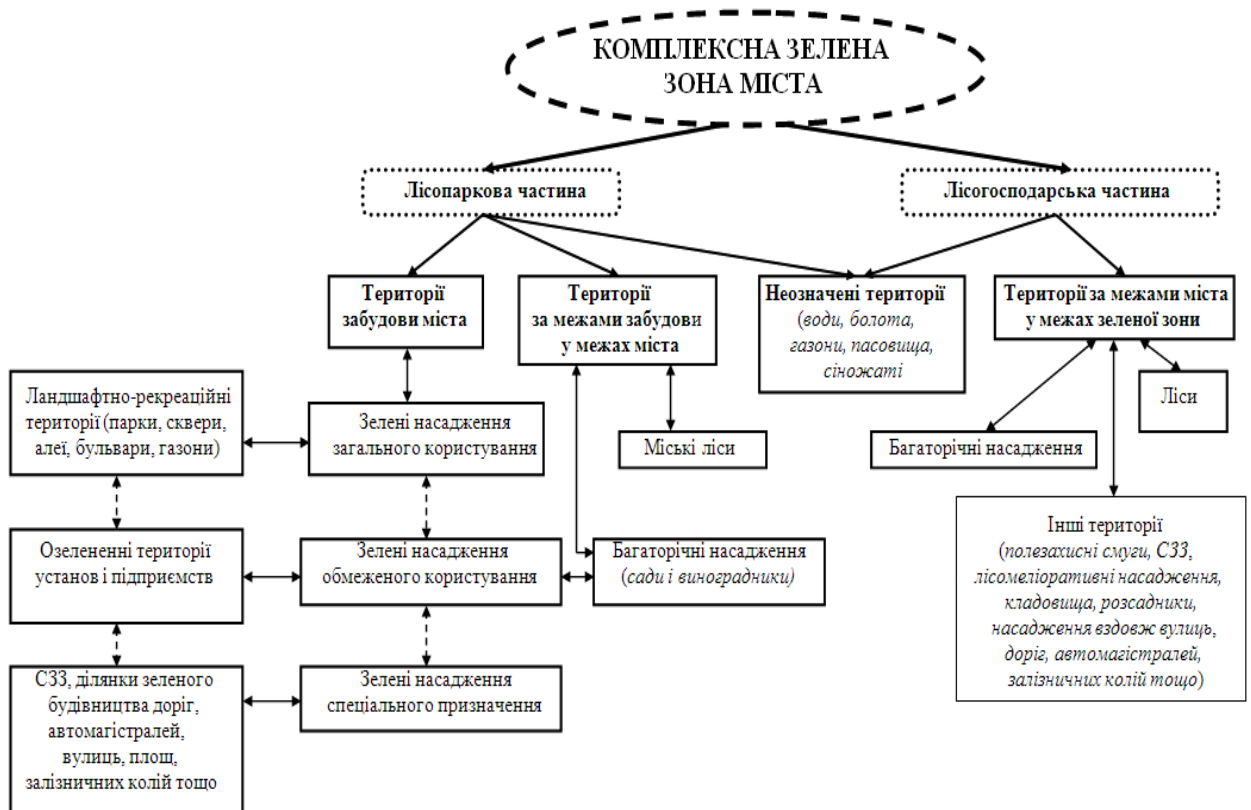 КОМПЛЕКСНА ЗЕЛЕНА
ЗОНА МІСТА
Лісопаркова частина
Лісогосподарська частина
Території
забудови міста
Території
за межами забудови
у межах міста
Неозначені території
(води, болота,
газони, пасовища,
сіножаті
Території за межами міста
у межах зеленої зони
Ландшафтно-рекреаційні
території (парки, сквери,
алеї, бульвари, газони)
Зелені насадження
загального користування
Міські ліси
Багаторічні насадження
Ліси
Озелененні території
установ і підприємств
Зелені насадження
обмеженого користування
Багаторічні насадження
(сади і виноградники)
Інші території
(полезахисні смуги, СЗЗ,
лісомеліоративні насадження,
кладовища, розсадники,
насадження вздовж вулиць,
доріг, автомагістралей,
залізничних колій тощо)
СЗЗ, ділянки зеленого
будівництва доріг,
автомагістралей,
вулиць, площ,
залізничних колій тощо
Зелені насадження
спеціального призначення